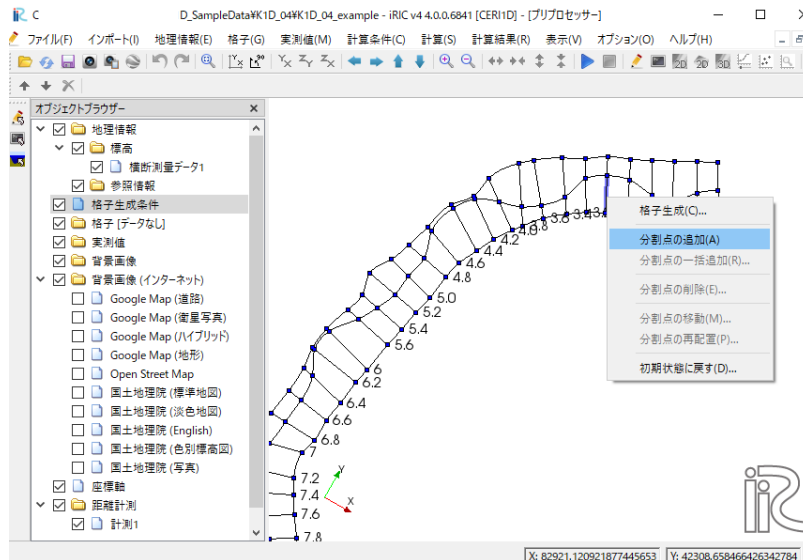 C D_SampleData¥K1D_04¥K1D_04_example - iRIC v4 4.0.0.6841 [CERI1D] - [プリプロセッサー]
ファイル(F) インポート(I) 地理情報(E) 格子(G) 実測値(M) 計算条件(C) 計算(S) 計算結果(R) 表示(V) オプション(O) ヘルプ(H)
オブジェクトブラウザー
地理情報
標高
横断測量データ1
参照情報
格子生成条件
格子 [データなし]
実測値
背景画像
背景画像 (インターネット)
Google Map (道路)
Google Map (衛星写真)
Google Map (ハイブリッド)
Google Map (地形)
Open Street Map
国土地理院 (標準地図)
国土地理院 (淡色地図)
国土地理院 (English)
国土地理院 (色別標高図)
国土地理院 (写真)
座標軸
距離計測
計測1
3.4
3.6
3.8
4.2
4.4
4.6
4.8
5.0
5.2
5.4
5.6
6
6.2
6.4
6.6
6.8
7
7.2
7.4
7.6
7.8
Y
X
格子生成(C)...
分割点の追加(A)
分割点の一括追加(R)...
分割点の削除(E)...
分割点の移動(M)...
分割点の再配置(P)...
初期状態に戻す(D)...
iRIC
X: 82921.120921877445653 Y: 42308.658466426342784